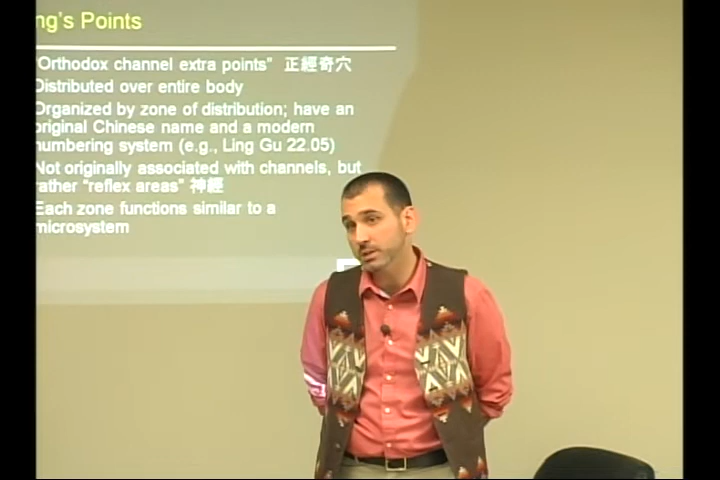 ng's Points
"Orthodox channel extra points" 正經奇穴
Distributed over entire body
Organized by zone of distribution; have an
original Chinese name and a modern
numbering system (e.g., Ling Gu 22.05)
Not originally associated with channels, but
rather "reflex areas" 神經
Each zone functions similar to a
microsystem